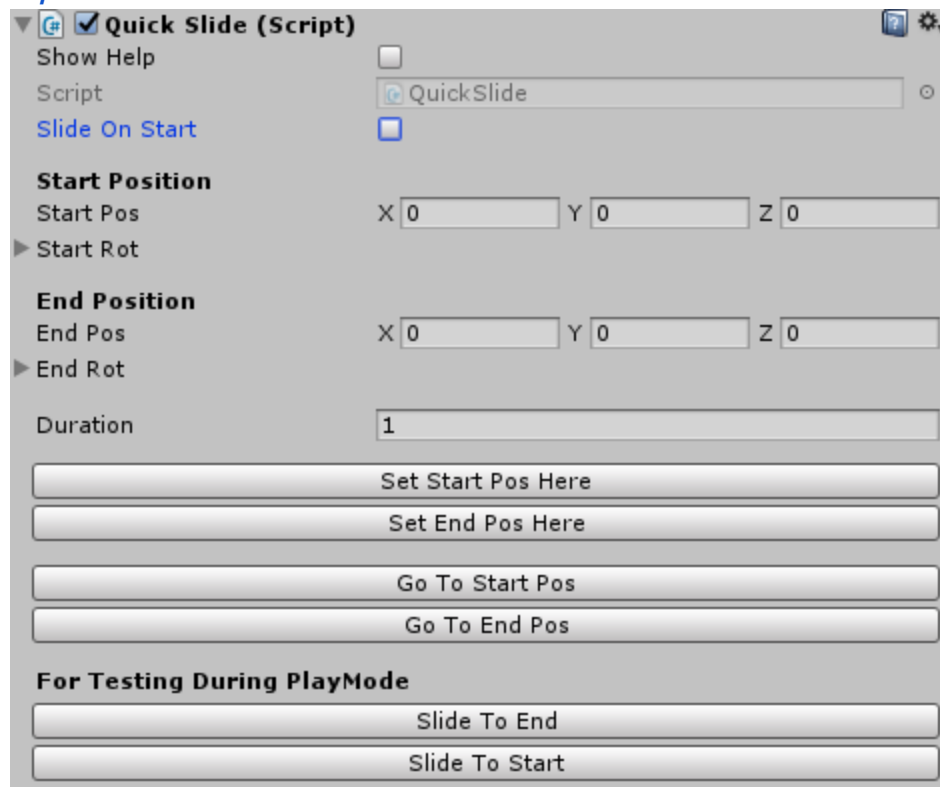 Quick Slide (Script)
Show Help
Script QuickSlide
Slide On Start
Start Position
Start Pos X 0 Y 0 Z 0
Start Rot
End Position
End Pos X 0 Y 0 Z 0
End Rot
Duration 1
Set Start Pos Here
Set End Pos Here
Go To Start Pos
Go To End Pos
For Testing During PlayMode
Slide To End
Slide To Start